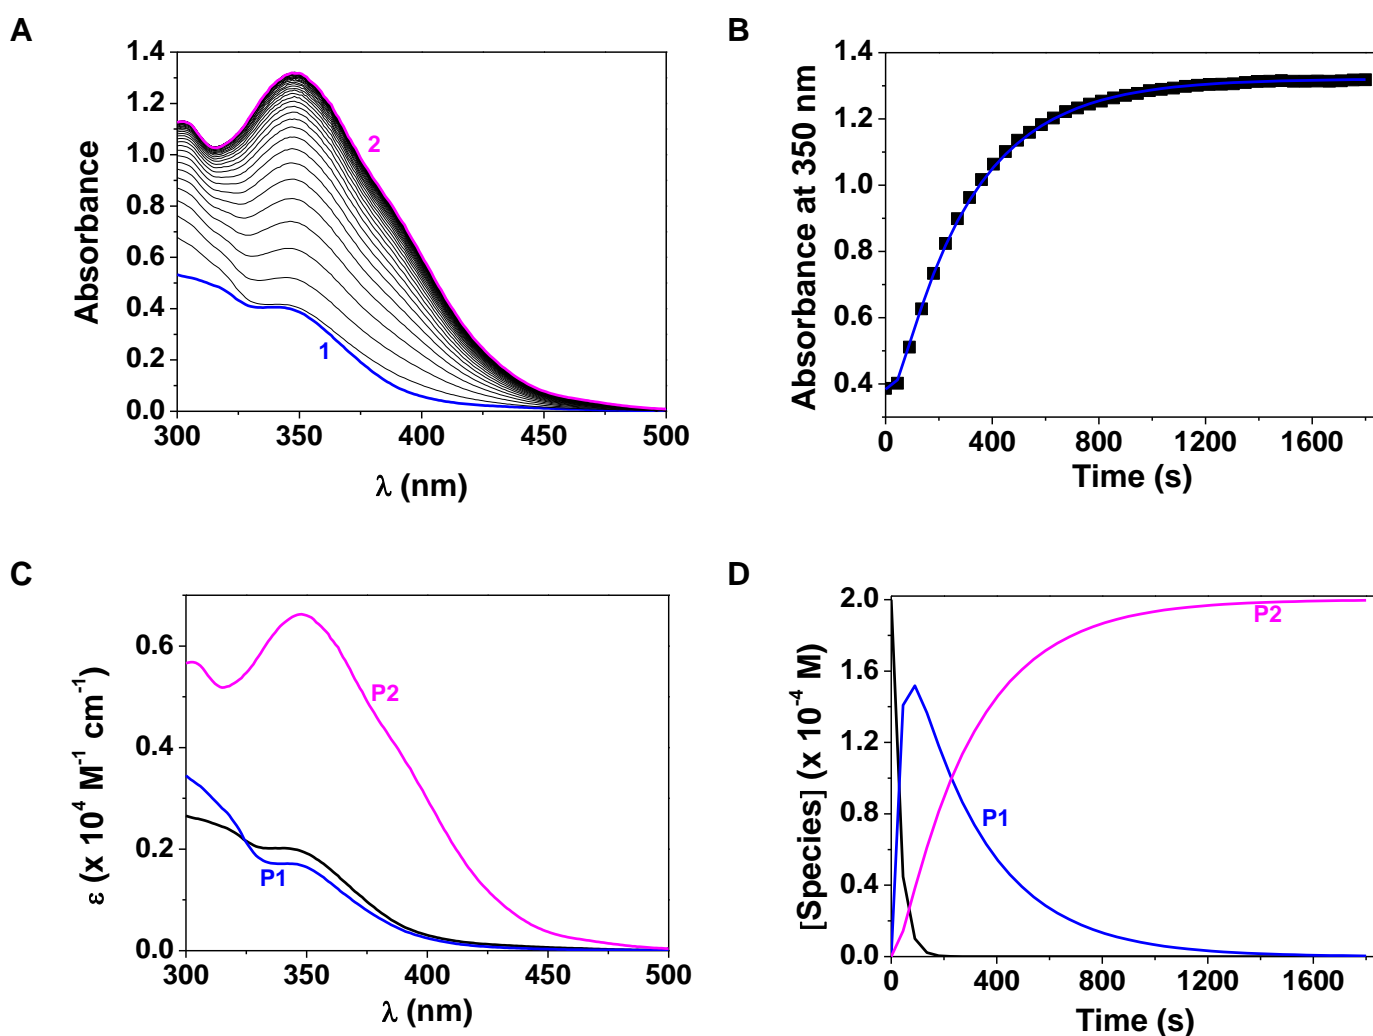 A
Absorbance
1.4
1.2
1.0
0.8
0.6
0.4
0.2
0.0
2
1
300
350
400
450
500
λ (nm)
B
Absorbance at 350 nm
1.4
1.2
1.0
0.8
0.6
0.4
0
400
800
1200
1600
Time (s)
C
ε (x 10⁴ M⁻¹ cm⁻¹)
0.6
0.4
0.2
0.0
P2
P1
300
350
400
450
500
λ (nm)
D
[Species] (x 10⁻⁴ M)
2.0
1.6
1.2
0.8
0.4
0.0
P2
P1
0
400
800
1200
1600
Time (s)